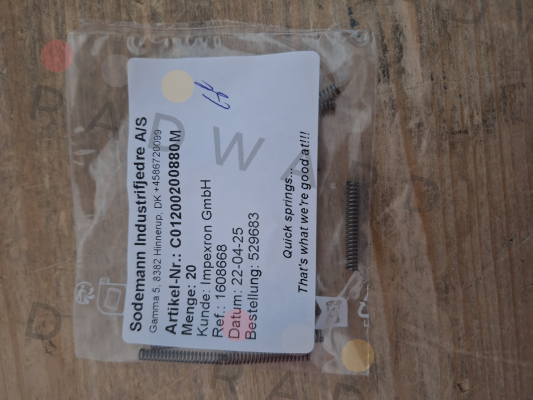 Sodemann Industrifjedre A/S
Gamma 5, 8382 Hinnerup, DK +4586720099
Artikel-Nr.: C01200200880M
Menge: 20
Kunde: Impexron GmbH
Ref.: 1608668
Datum: 22-04-25
Bestellung: 529683
Quick springs...
That's what we're good at!!!